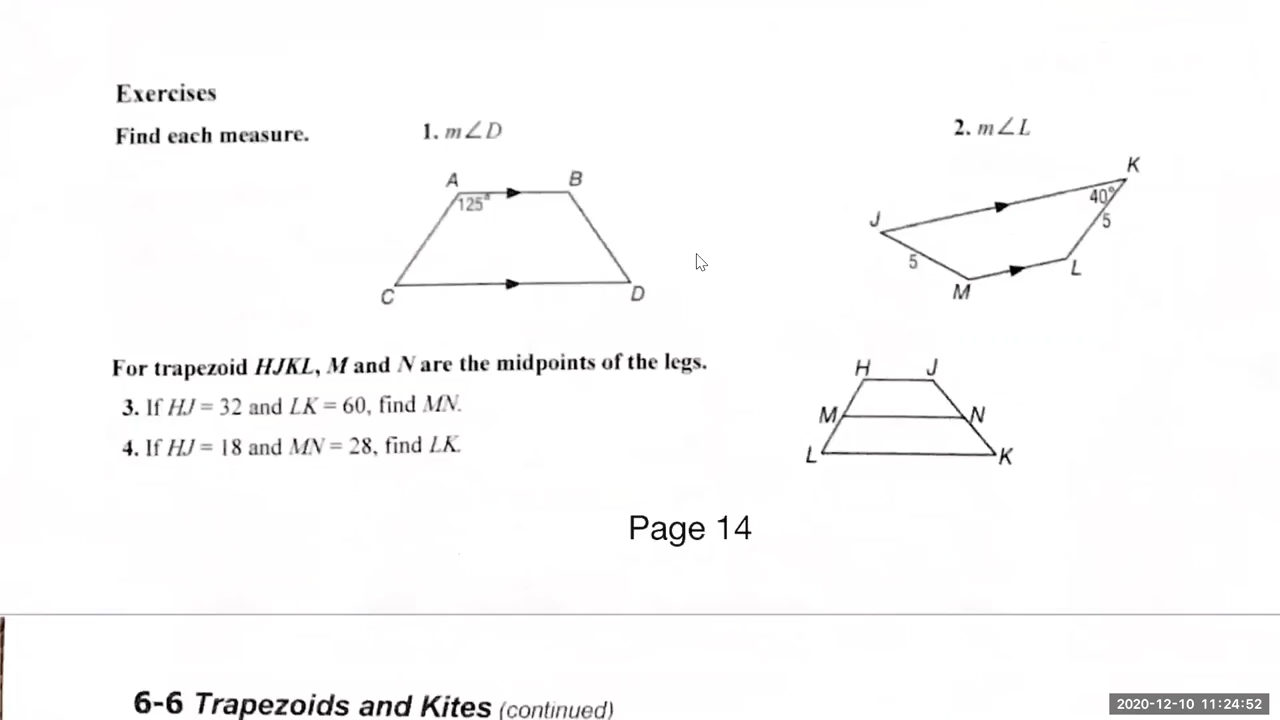 Exercises
Find each measure.
1. m∠D
2. m∠L
A
B
125°
C
D
K
40°
J
5
5
L
M
For trapezoid HJKL, M and N are the midpoints of the legs.
3. If HJ = 32 and LK = 60, find MN.
4. If HJ = 18 and MN = 28, find LK.
H
J
M
N
L
K
Page 14
6-6 Trapezoids and Kites (continued)
2020-12-10 11:24:52